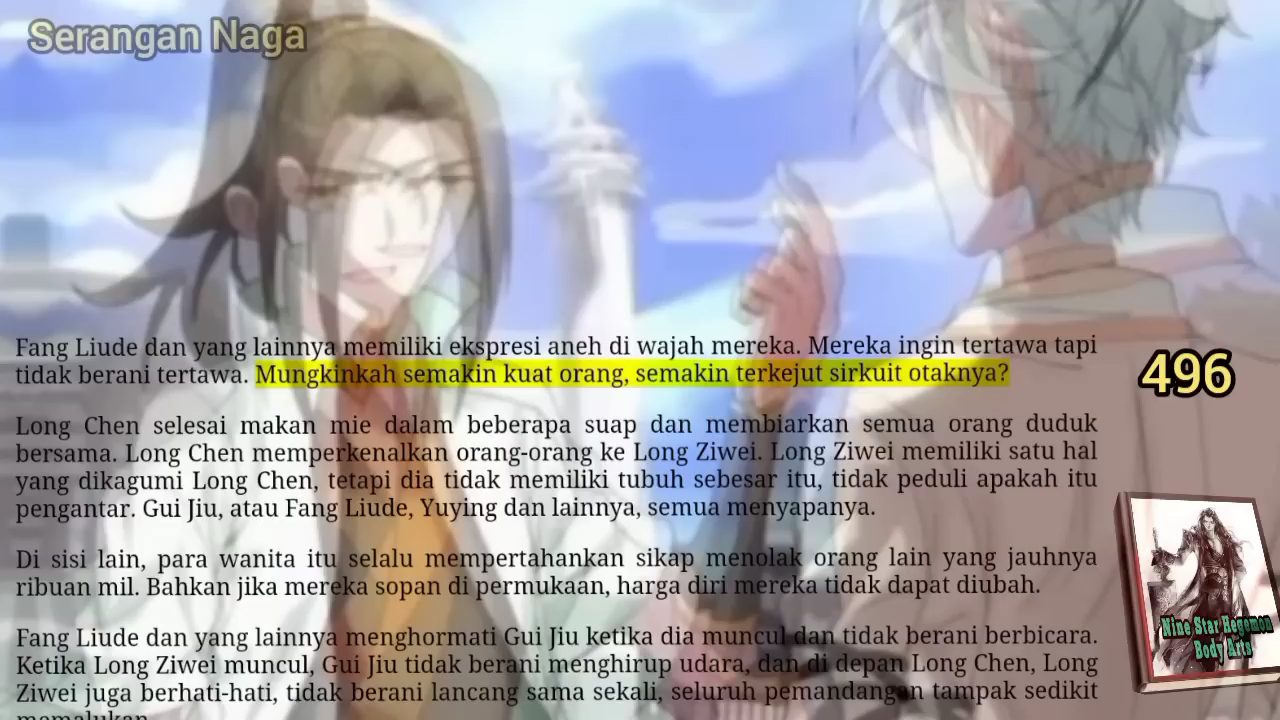 Serangan Naga
Fang Liude dan yang lainnya memiliki ekspresi aneh di wajah mereka. Mereka ingin tertawa tapi
tidak berani tertawa. Mungkinkah semakin kuat orang, semakin terkejut sirkuit otaknya?
496
Long Chen selesai makan mie dalam beberapa suap dan membiarkan semua orang duduk
bersama. Long Chen memperkenalkan orang-orang ke Long Ziwei. Long Ziwei memiliki satu hal
yang dikagumi Long Chen, tetapi dia tidak memiliki tubuh sebesar itu, tidak peduli apakah itu
pengantar. Gui Jiu, atau Fang Liude, Yuying dan lainnya, semua menyapanya.
Di sisi lain, para wanita itu selalu mempertahankan sikap menolak orang lain yang jauhnya
ribuan mil. Bahkan jika mereka sopan di permukaan, harga diri mereka tidak dapat diubah.
Fang Liude dan yang lainnya menghormati Gui Jiu ketika dia muncul dan tidak berani berbicara.
Ketika Long Ziwei muncul, Gui Jiu tidak berani menghirup udara, dan di depan Long Chen, Long
Ziwei juga berhati-hati, tidak berani lancang sama sekali, seluruh pemandangan tampak sedikit
memalukan.
Nine Star Hegemon
Body Arts